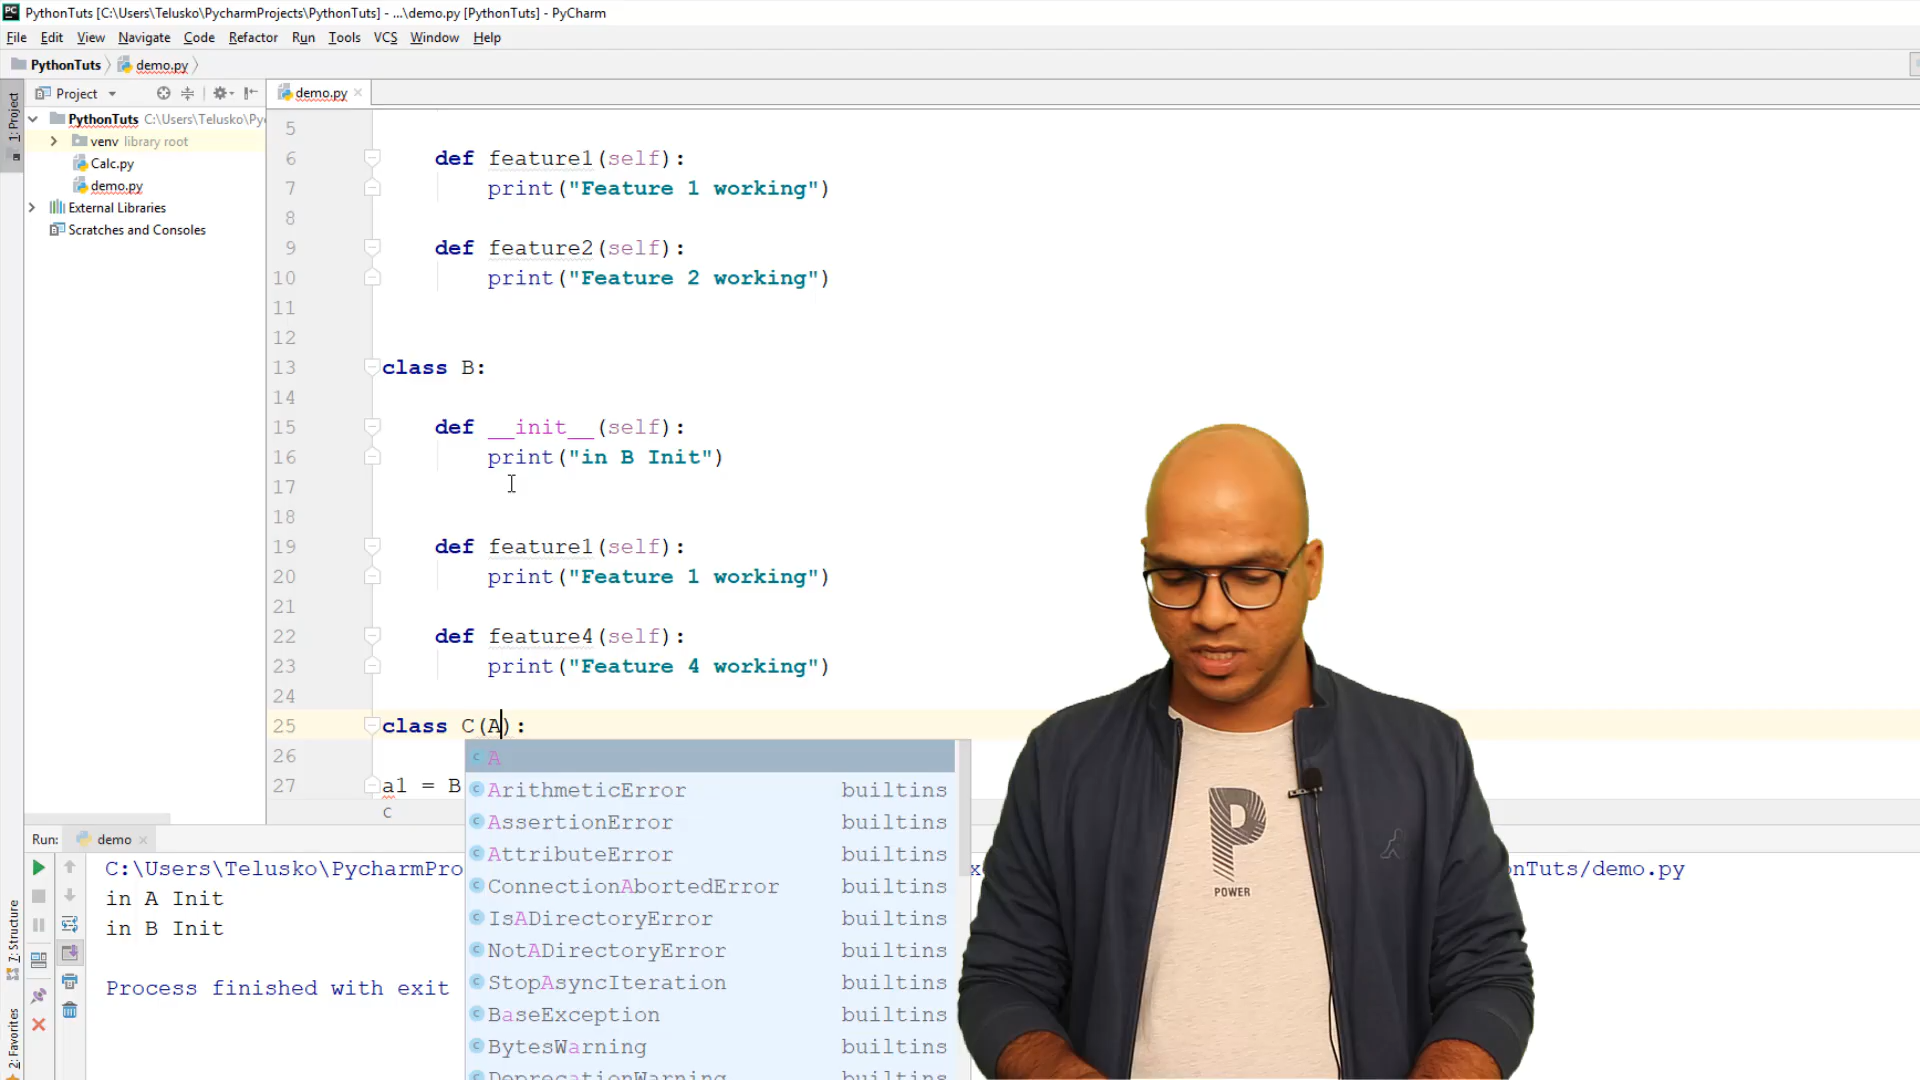 PythonTuts [C:\Users\Telusko\PycharmProjects\PythonTuts] - ...\demo.py [PythonTuts] - PyCharm
File Edit View Navigate Code Refactor Run Tools VCS Window Help
PythonTuts demo.py
1: Project
Project
demo.py
PythonTuts C:\Users\Telusko\Py
venv library root
Calc.py
demo.py
External Libraries
Scratches and Consoles
5
6 def feature1(self):
7 print("Feature 1 working")
8
9 def feature2(self):
10 print("Feature 2 working")
11
12
13 class B:
14
15 def __init__(self):
16 print("in B Init")
17
18
19 def feature1(self):
20 print("Feature 1 working")
21
22 def feature4(self):
23 print("Feature 4 working")
24
25 class C(A):
26
27 a1 = B
C
A
ArithmeticError builtins
AssertionError builtins
AttributeError builtins
ConnectionAbortedError builtins
IsADirectoryError builtins
NotADirectoryError builtins
StopAsyncIteration builtins
BaseException builtins
BytesWarning builtins
DeprecationWarning builtins
Run: demo
C:\Users\Telusko\PycharmPro
nTuts/demo.py
in A Init
in B Init
Process finished with exit
7: Structure
2: Favorites
P
POWER